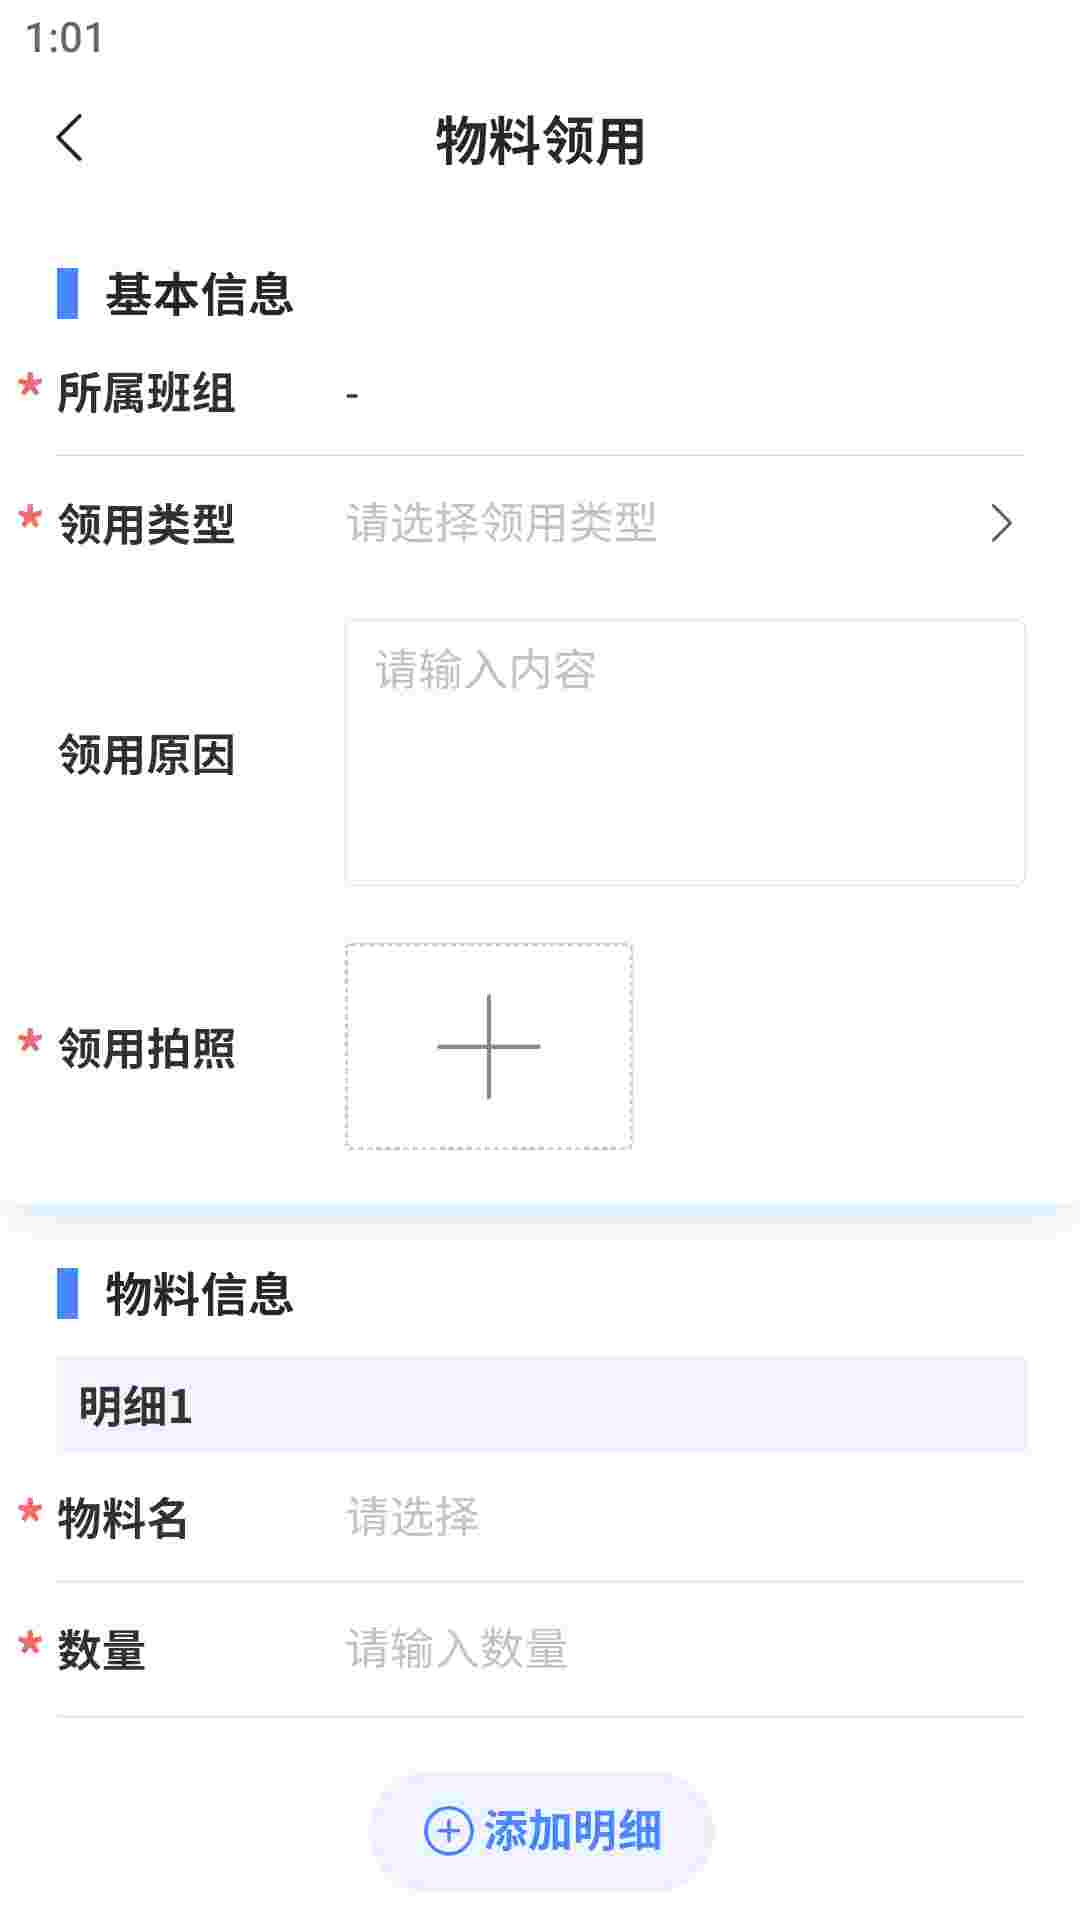 1:01
物料领用
基本信息
* 所属班组 -
* 领用类型 请选择领用类型
请输入内容
领用原因
* 领用拍照
物料信息
明细1
* 物料名 请选择
* 数量 请输入数量
添加明细